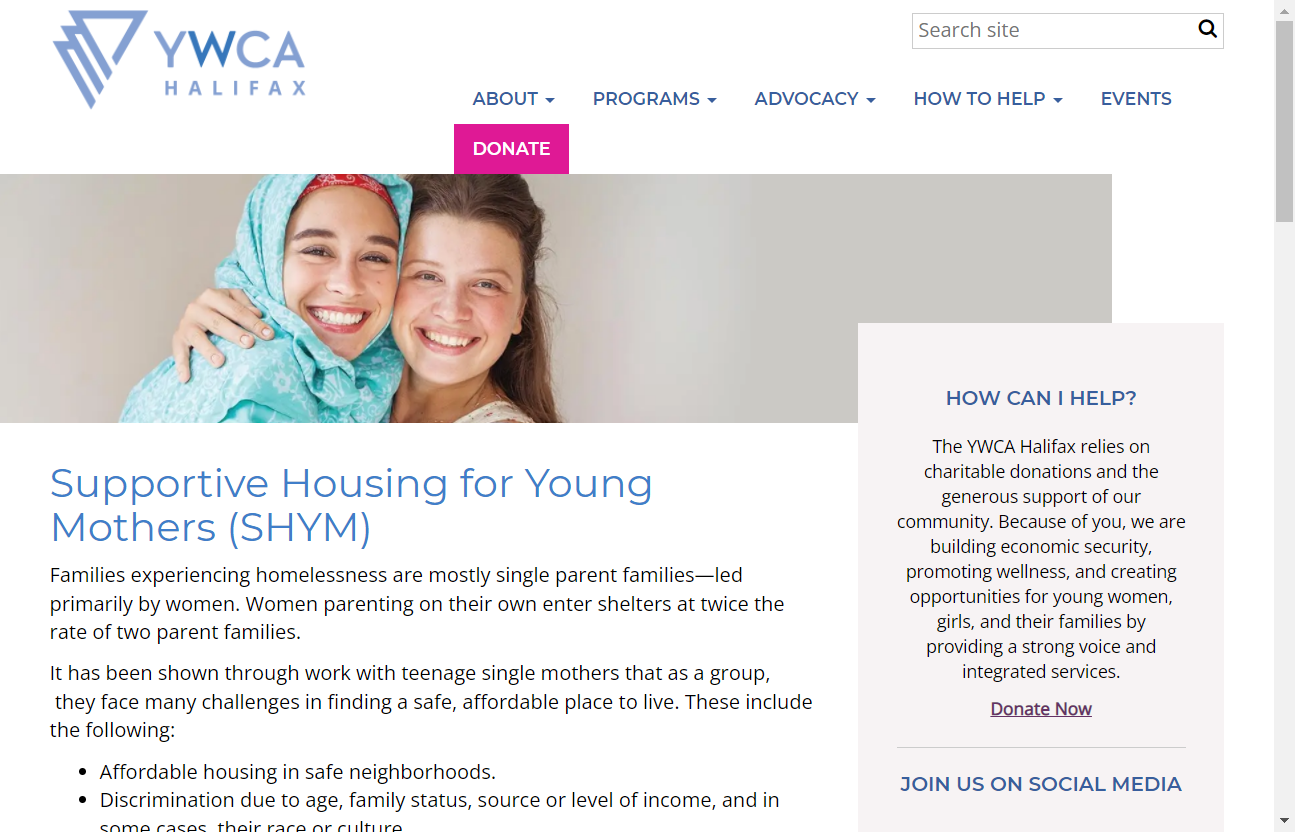 YWCA
HALIFAX
Search site
ABOUT
PROGRAMS
ADVOCACY
HOW TO HELP
EVENTS
DONATE
Supportive Housing for Young
Mothers (SHYM)
Families experiencing homelessness are mostly single parent families—led
primarily by women. Women parenting on their own enter shelters at twice the
rate of two parent families.
It has been shown through work with teenage single mothers that as a group,
they face many challenges in finding a safe, affordable place to live. These include
the following:
• Affordable housing in safe neighborhoods.
• Discrimination due to age, family status, source or level of income, and in
some cases, their race or culture
HOW CAN I HELP?
The YWCA Halifax relies on
charitable donations and the
generous support of our
community. Because of you, we are
building economic security,
promoting wellness, and creating
opportunities for young women,
girls, and their families by
providing a strong voice and
integrated services.
Donate Now
JOIN US ON SOCIAL MEDIA